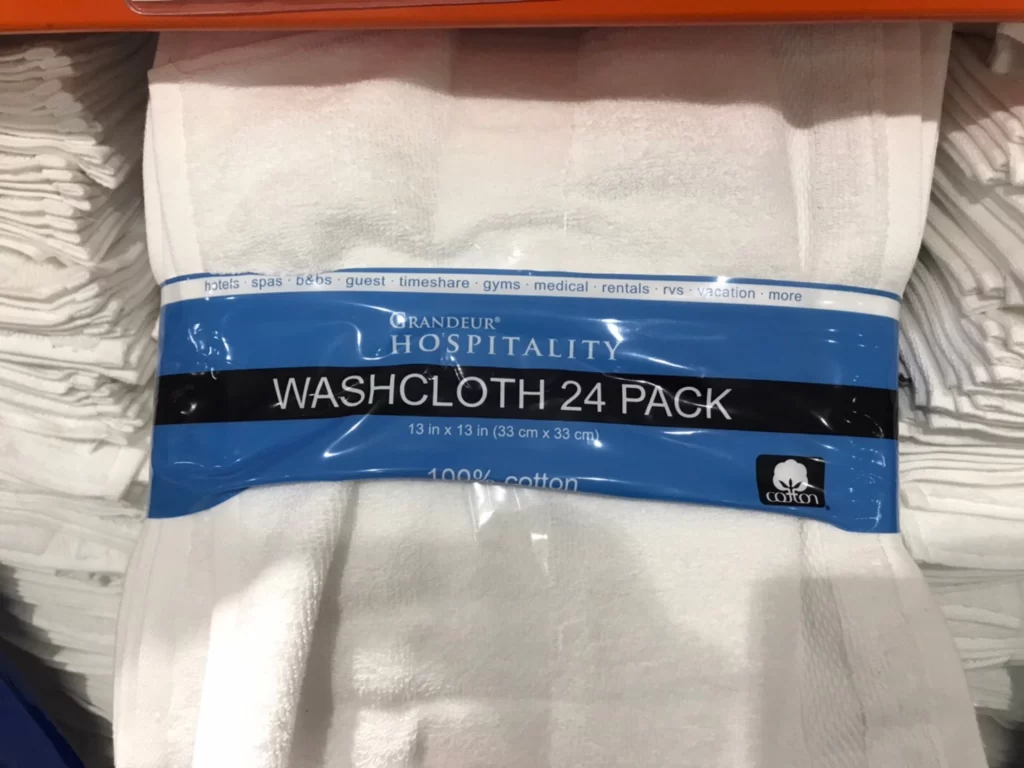 hotels · spas · b&bs · guest · timeshare · gyms · medical · rentals · rvs · vacation · more
GRANDEUR®
HOSPITALITY
WASHCLOTH 24 PACK
13 in x 13 in (33 cm x 33 cm)
100% cotton
cotton